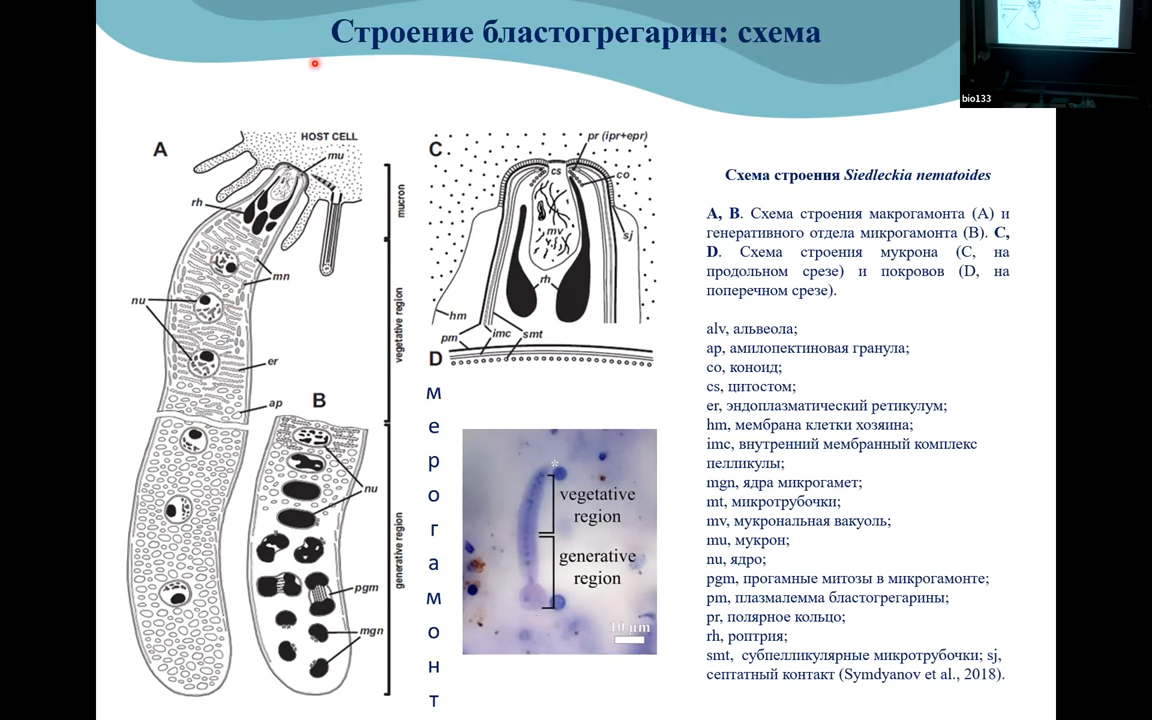 Строение бластогрегарин: схема
bio133
A
HOST CELL
mu
rh
mn
nu
er
ap
mucron
vegetative region
generative region
B
nu
pgm
mgn
C
pr (ipr+epr)
cs
co
mv
sj
rh
hm
pm
imc
smt
D
м
е
р
о
г
а
м
о
н
т
*
vegetative
region
generative
region
10 μm
Схема строения Siedleckia nematoides
A, B. Схема строения макрогамонта (A) и
генеративного отдела микрогамонта (B). C,
D. Схема строения мукрона (C, на
продольном срезе) и покровов (D, на
поперечном срезе).
alv, альвеола;
ap, амилопектиновая гранула;
co, коноид;
cs, цитостом;
er, эндоплазматический ретикулум;
hm, мембрана клетки хозяина;
imc, внутренний мембранный комплекс
пелликулы;
mgn, ядра микрогамет;
mt, микротрубочки;
mv, мукрональная вакуоль;
mu, мукрон;
nu, ядро;
pgm, прогамные митозы в микрогамонте;
pm, плазмалемма бластогрегарины;
pr, полярное кольцо;
rh, роптрия;
smt, субпелликулярные микротрубочки; sj,
септатный контакт (Symdyanov et al., 2018).